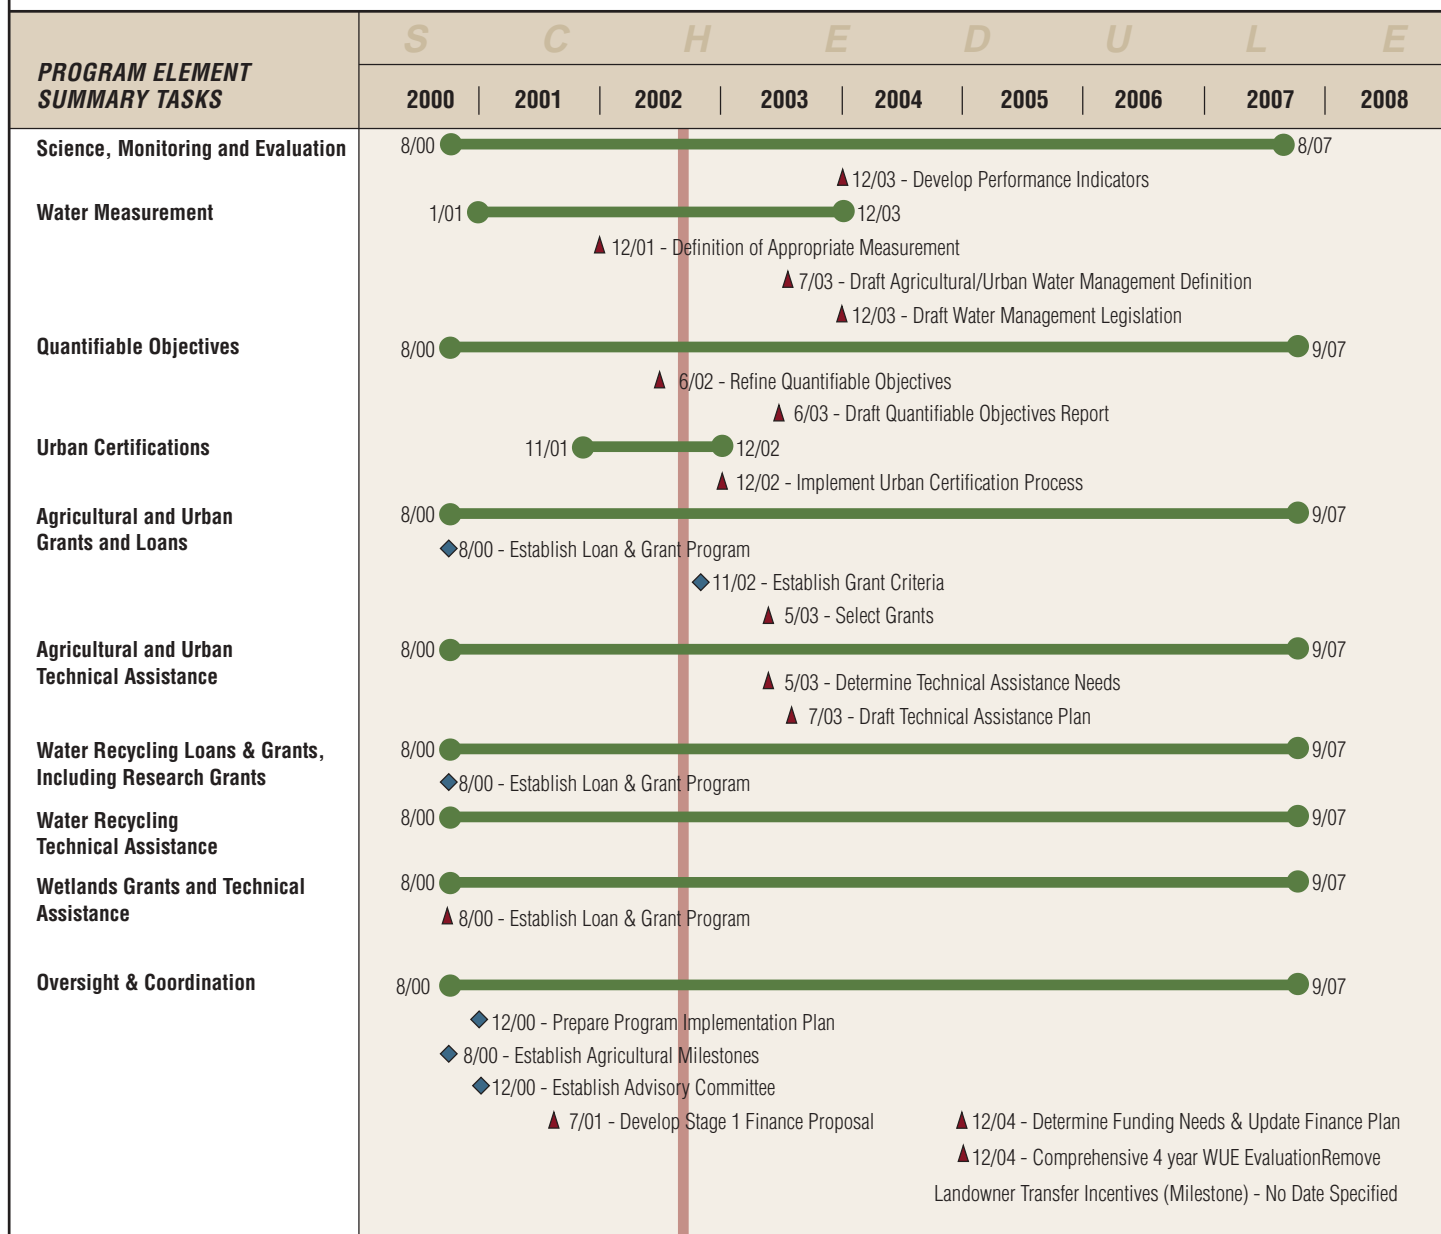 S C H E D U L E
PROGRAM ELEMENT
SUMMARY TASKS
2000 2001 2002 2003 2004 2005 2006 2007 2008
Science, Monitoring and Evaluation
8/00 8/07
12/03 - Develop Performance Indicators
Water Measurement
1/01 12/03
12/01 - Definition of Appropriate Measurement
7/03 - Draft Agricultural/Urban Water Management Definition
12/03 - Draft Water Management Legislation
Quantifiable Objectives
8/00 9/07
6/02 - Refine Quantifiable Objectives
6/03 - Draft Quantifiable Objectives Report
Urban Certifications
11/01 12/02
12/02 - Implement Urban Certification Process
Agricultural and Urban
Grants and Loans
8/00 9/07
8/00 - Establish Loan & Grant Program
11/02 - Establish Grant Criteria
5/03 - Select Grants
Agricultural and Urban
Technical Assistance
8/00 9/07
5/03 - Determine Technical Assistance Needs
7/03 - Draft Technical Assistance Plan
Water Recycling Loans & Grants,
Including Research Grants
8/00 9/07
8/00 - Establish Loan & Grant Program
Water Recycling
Technical Assistance
8/00 9/07
Wetlands Grants and Technical
Assistance
8/00 9/07
8/00 - Establish Loan & Grant Program
Oversight & Coordination
8/00 9/07
12/00 - Prepare Program Implementation Plan
8/00 - Establish Agricultural Milestones
12/00 - Establish Advisory Committee
7/01 - Develop Stage 1 Finance Proposal
12/04 - Determine Funding Needs & Update Finance Plan
12/04 - Comprehensive 4 year WUE EvaluationRemove
Landowner Transfer Incentives (Milestone) - No Date Specified